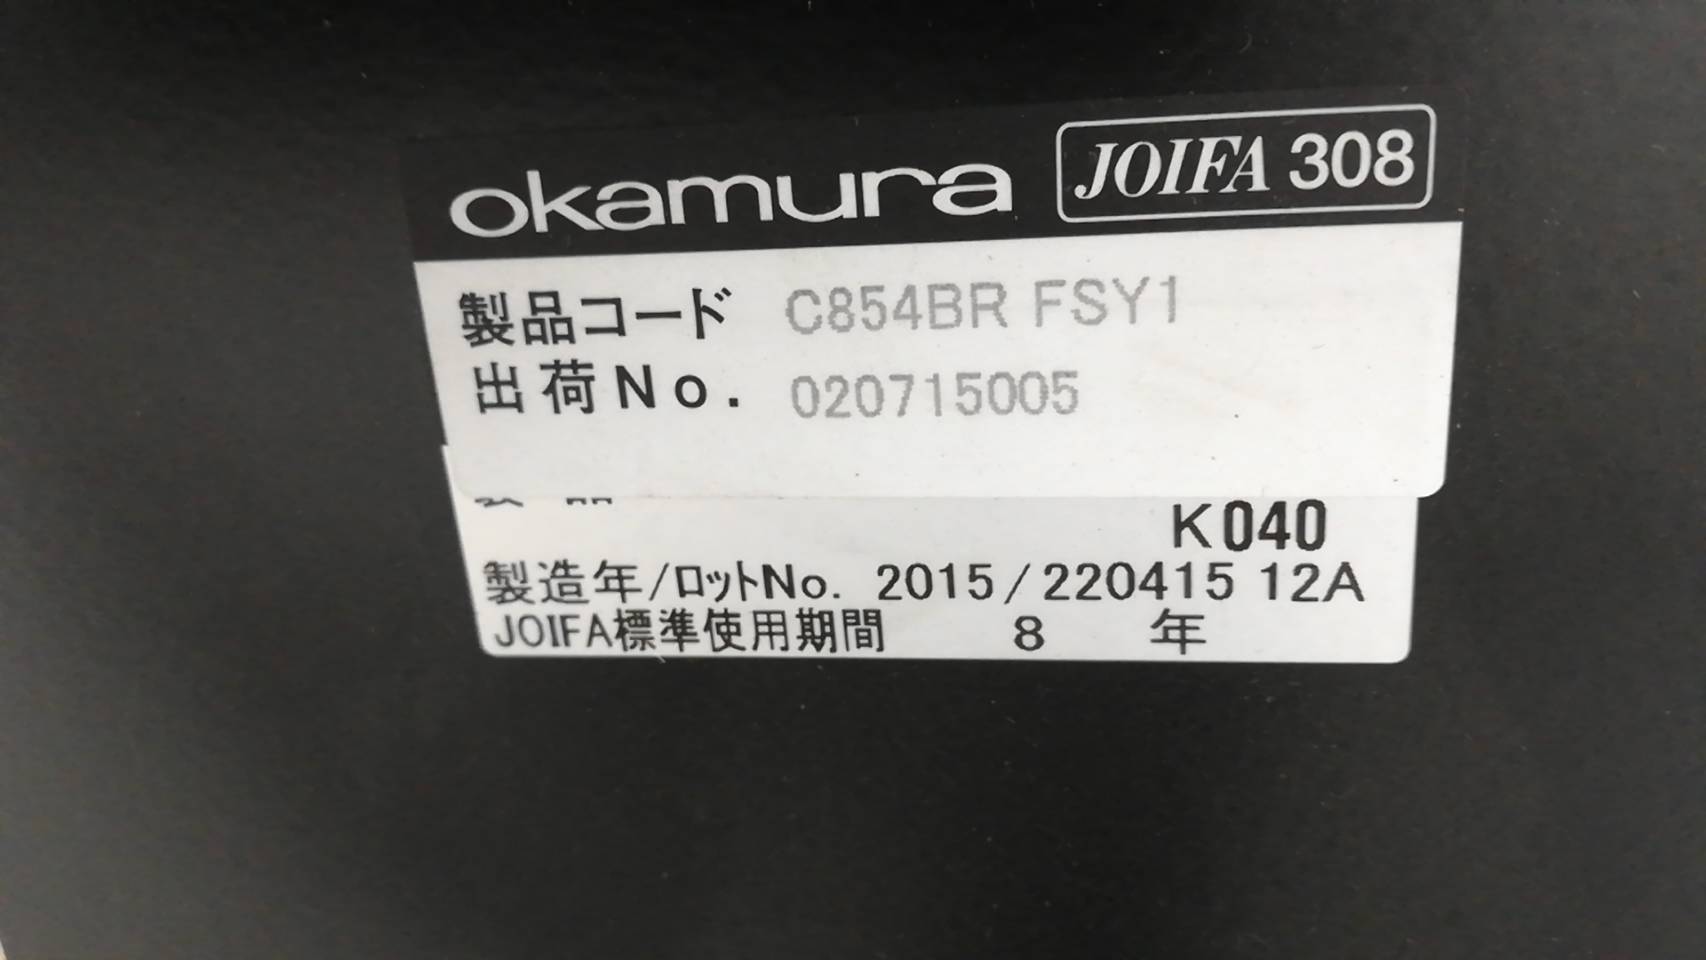 okamura JOIFA 308
製品コード C854BR FSY1
出荷No. 020715005
K040
製造年/ロットNo. 2015/220415 12A
JOIFA標準使用期間 8 年